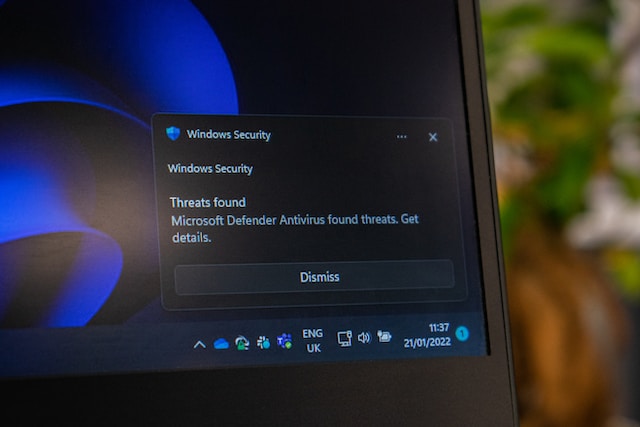 Windows Security
Windows Security
Threats found
Microsoft Defender Antivirus found threats. Get
details.
Dismiss
ENG
UK
11:37
21/01/2022
1